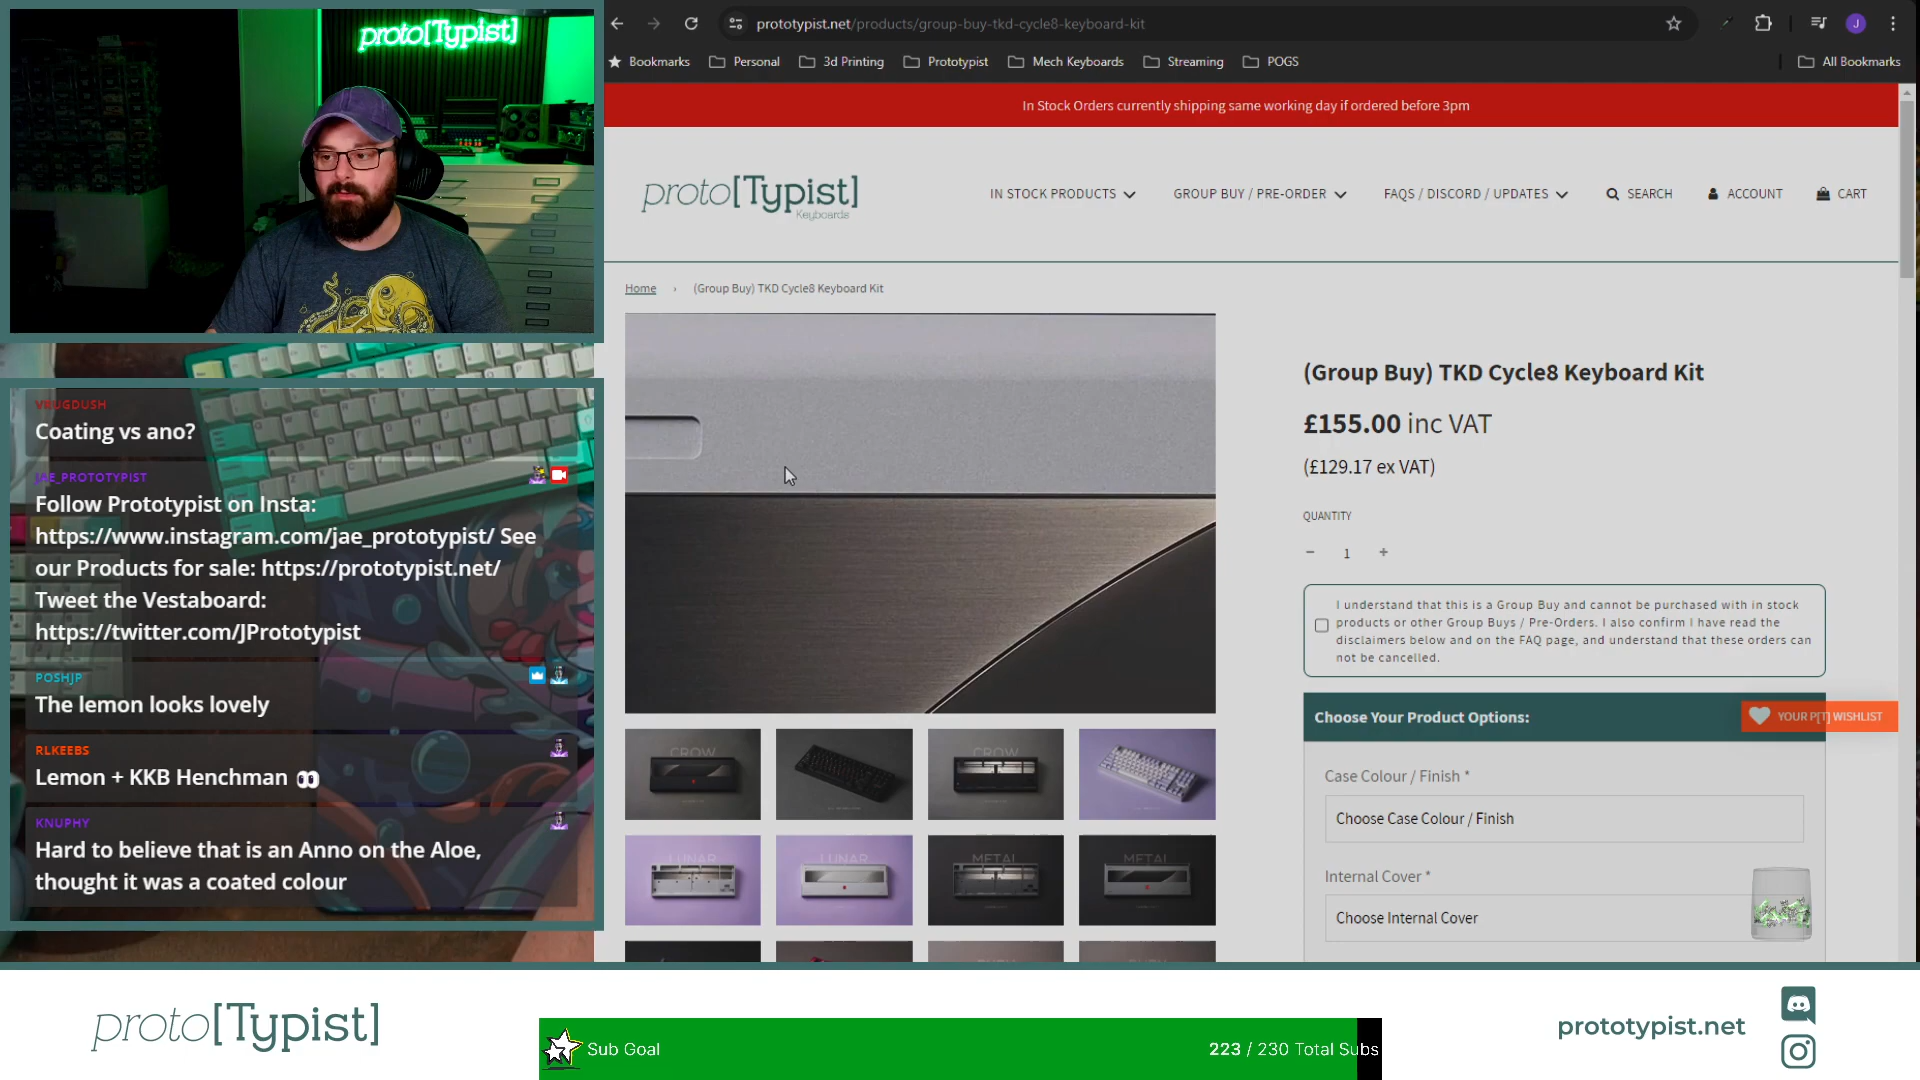 proto[Typist]
prototypist.net/products/group-buy-tkd-cycle8-keyboard-kit
J
Bookmarks
Personal
3d Printing
Prototypist
Mech Keyboards
Streaming
POGS
All Bookmarks
In Stock Orders currently shipping same working day if ordered before 3pm
proto[Typist]
Keyboards
IN STOCK PRODUCTS
GROUP BUY / PRE-ORDER
FAQS / DISCORD / UPDATES
SEARCH
ACCOUNT
CART
Home › (Group Buy) TKD Cycle8 Keyboard Kit
(Group Buy) TKD Cycle8 Keyboard Kit
£155.00 inc VAT
(£129.17 ex VAT)
QUANTITY
− 1 +
I understand that this is a Group Buy and cannot be purchased with in stock
products or other Group Buys / Pre-Orders. I also confirm I have read the
disclaimers below and on the FAQ page, and understand that these orders can
not be cancelled.
Choose Your Product Options:
YOUR P[T] WISHLIST
Case Colour / Finish *
Choose Case Colour / Finish
Internal Cover *
Choose Internal Cover
CROW
CROW
LUNAR
LUNAR
METAL
METAL
VRUGDUSH
Coating vs ano?
JAE_PROTOTYPIST
Follow Prototypist on Insta:
https://www.instagram.com/jae_prototypist/ See
our Products for sale: https://prototypist.net/
Tweet the Vestaboard:
https://twitter.com/JPrototypist
POSHJP
The lemon looks lovely
RLKEEBS
Lemon + KKB Henchman 👀
KNUPHY
Hard to believe that is an Anno on the Aloe,
thought it was a coated colour
proto[Typist]
Sub Goal
223 / 230 Total Subs
prototypist.net